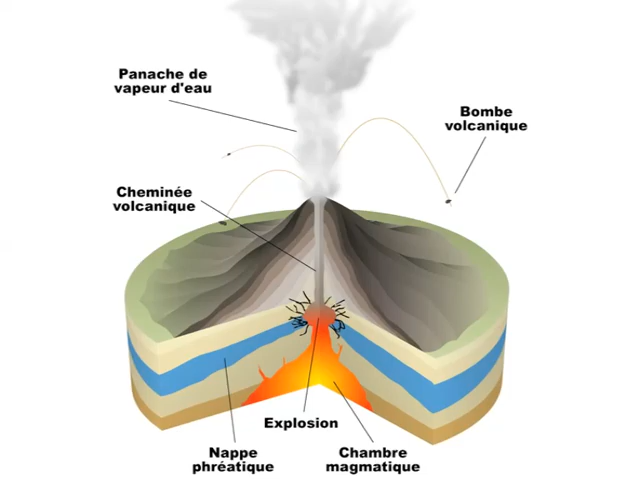 Panache de
vapeur d'eau
Bombe
volcanique
Cheminée
volcanique
Explosion
Nappe
phréatique
Chambre
magmatique